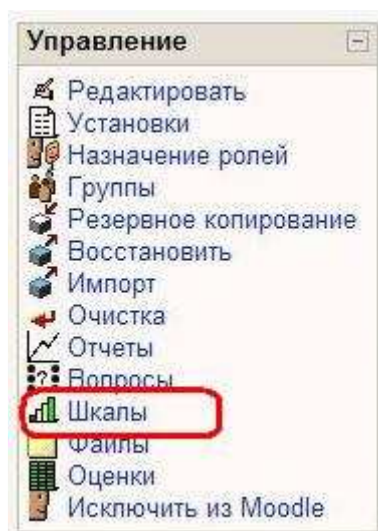 Управление
Редактировать
Установки
Назначение ролей
Группы
Резервное копирование
Восстановить
Импорт
Очистка
Отчеты
Вопросы
Шкалы
Файлы
Оценки
Исключить из Moodle